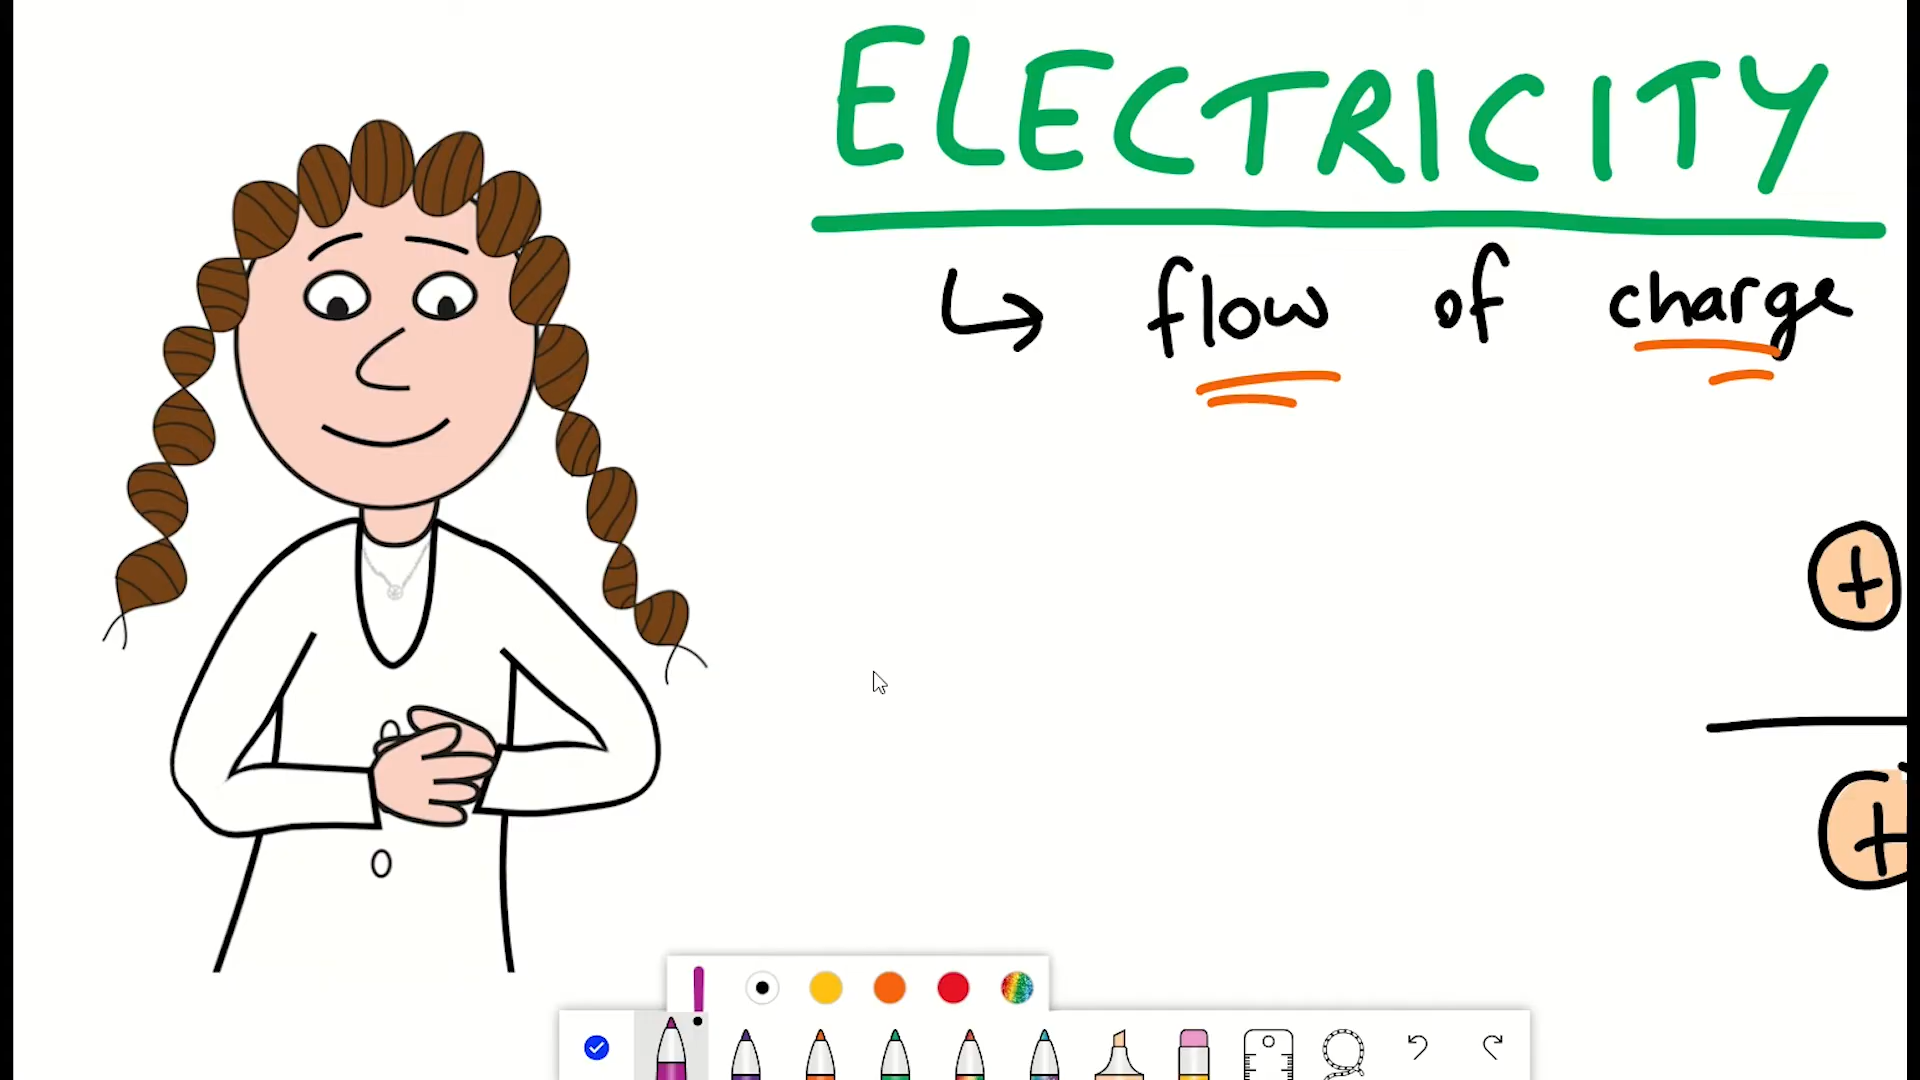 ELECTRICITY
↳ flow of charge
+
+